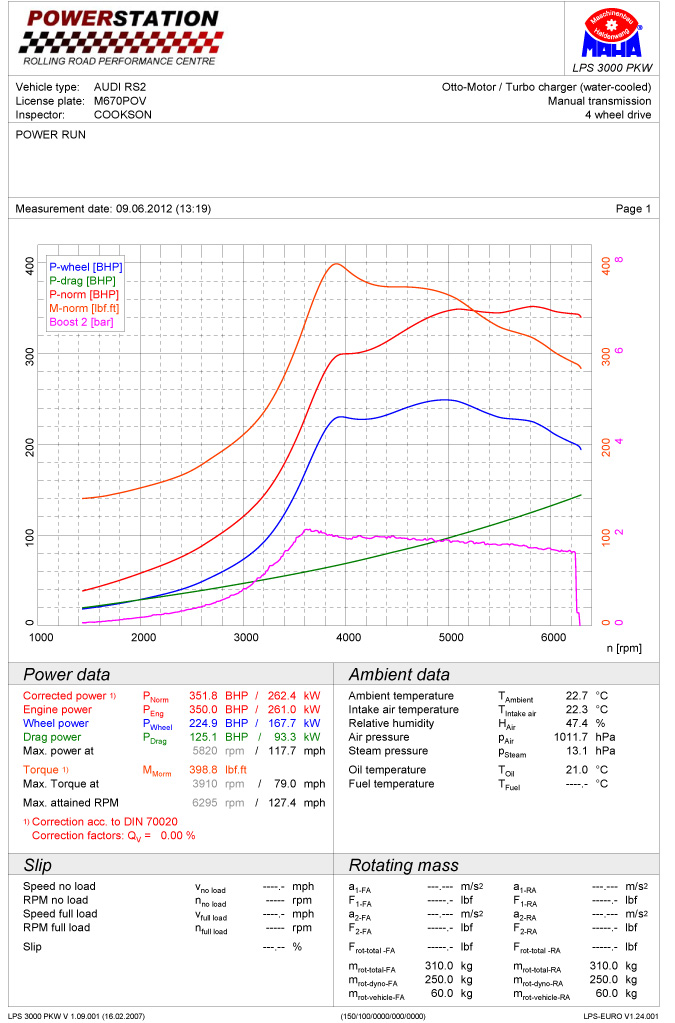 POWERSTATION
ROLLING ROAD PERFORMANCE CENTRE
Maschinenbau
Haldenwang
MAHA®
LPS 3000 PKW
Vehicle type: AUDI RS2 Otto-Motor / Turbo charger (water-cooled)
License plate: M670POV Manual transmission
Inspector: COOKSON 4 wheel drive
POWER RUN
Measurement date: 09.06.2012 (13:19) Page 1
P-wheel [BHP]
P-drag [BHP]
P-norm [BHP]
M-norm [lbf.ft]
Boost 2 [bar]
400 400 8
300 300 6
200 200 4
100 100 2
0 0 0
1000 2000 3000 4000 5000 6000
n [rpm]
Power data Ambient data
Corrected power 1) PNorm 351.8 BHP / 262.4 kW Ambient temperature TAmbient 22.7 °C
Engine power PEng 350.0 BHP / 261.0 kW Intake air temperature TIntake air 22.3 °C
Wheel power PWheel 224.9 BHP / 167.7 kW Relative humidity HAir 47.4 %
Drag power PDrag 125.1 BHP / 93.3 kW Air pressure pAir 1011.7 hPa
Max. power at 5820 rpm / 117.7 mph Steam pressure pSteam 13.1 hPa
Torque 1) MMorm 398.8 lbf.ft Oil temperature TOil 21.0 °C
Max. Torque at 3910 rpm / 79.0 mph Fuel temperature TFuel ----.- °C
Max. attained RPM 6295 rpm / 127.4 mph
1) Correction acc. to DIN 70020
Correction factors: QV = 0.00 %
Slip Rotating mass
Speed no load vno load ----.- mph a1-FA ---.--- m/s2 a1-RA ---.--- m/s2
RPM no load nno load ----- rpm F1-FA -----.- lbf F1-RA -----.- lbf
Speed full load vfull load ----.- mph a2-FA ---.--- m/s2 a2-RA ---.--- m/s2
RPM full load nfull load ----- rpm F2-FA -----.- lbf F2-RA -----.- lbf
Slip ---.-- % Frot-total -FA -----.- lbf Frot-total -RA -----.- lbf
mrot-total-FA 310.0 kg mrot-total-RA 310.0 kg
mrot-dyno-FA 250.0 kg mrot-dyno-RA 250.0 kg
mrot-vehicle-FA 60.0 kg mrot-vehicle-RA 60.0 kg
LPS 3000 PKW V 1.09.001 (16.02.2007) (150/100/0000/000/0000) LPS-EURO V1.24.001